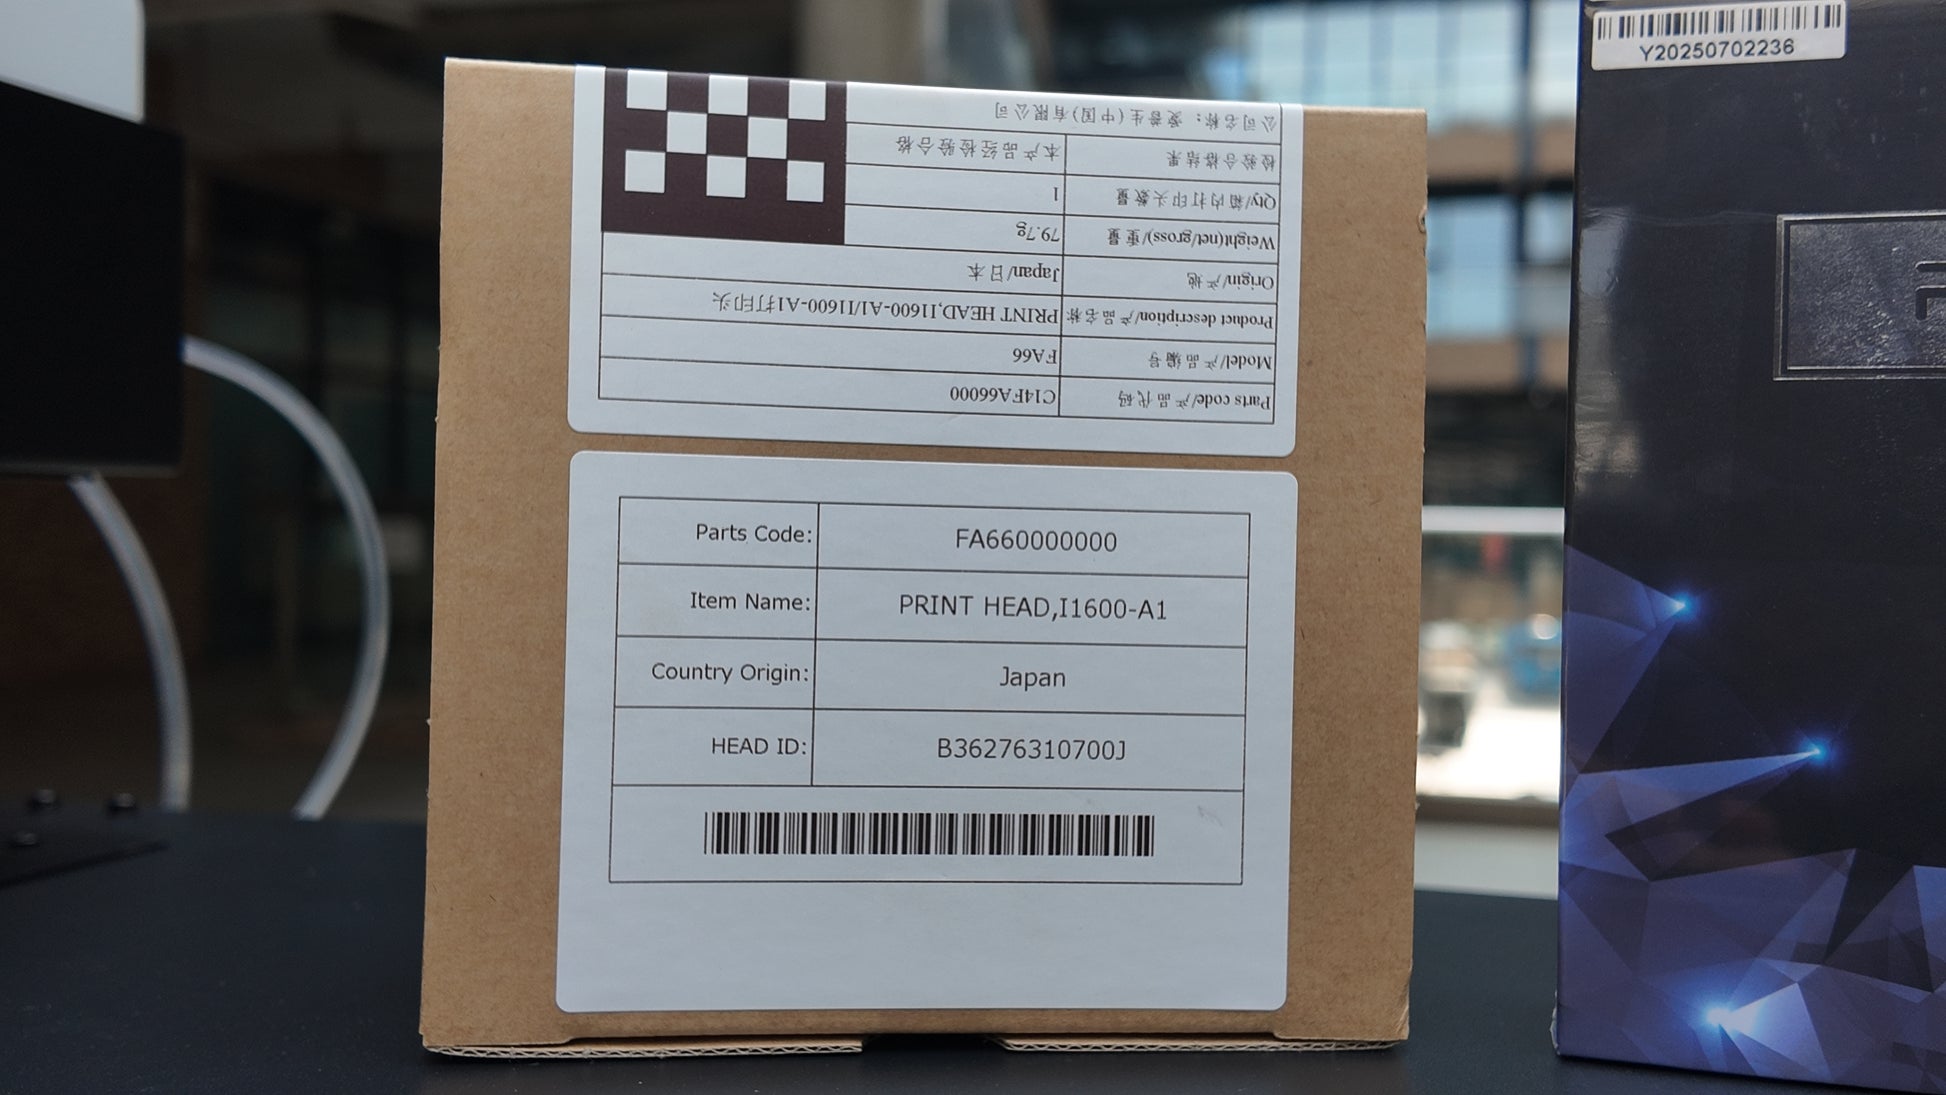 公司名称：爱普生(中国)有限公司
检验合格结果 本产品经检验合格
Qty/箱内打印头数量 1
Weight(net/gross)/重量 79.7g
Origin/产地 Japan/日本
Product description/产品名称 PRINT HEAD,I1600-A1/I1600-A1打印头
Model/产品编号 FA66
Parts code/产品代码 C14FA66000
Parts Code: FA660000000
Item Name: PRINT HEAD,I1600-A1
Country Origin: Japan
HEAD ID: B36276310700J
Y20250702236